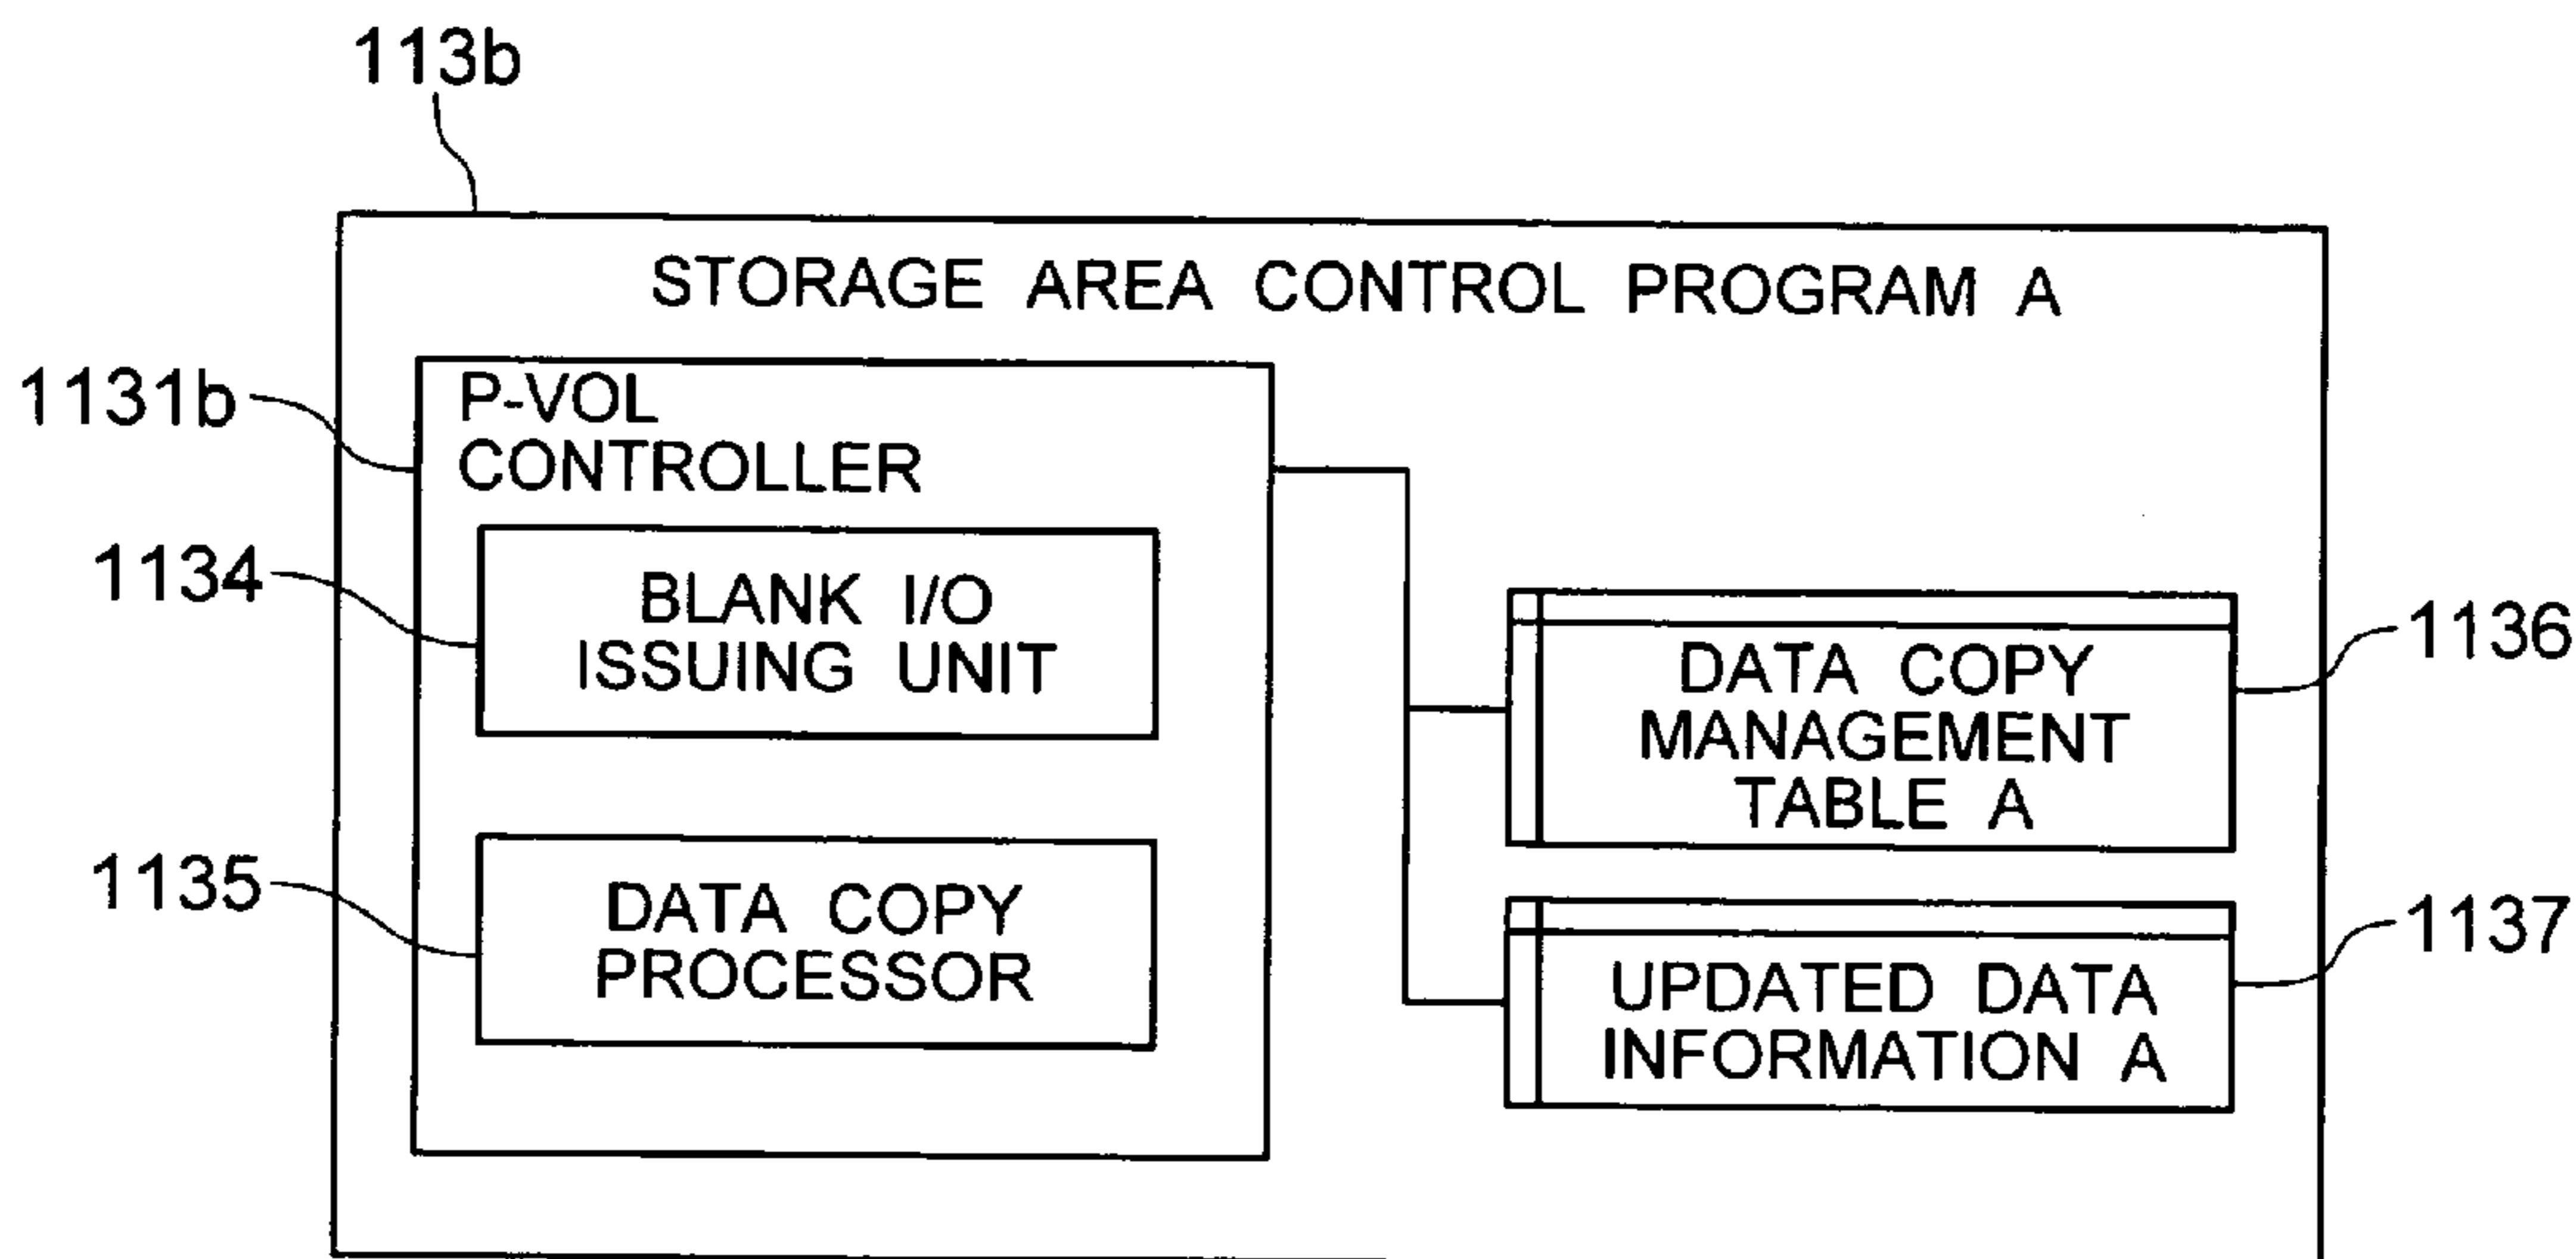 113b
STORAGE AREA CONTROL PROGRAM A
1131b
P-VOL
CONTROLLER
1134
BLANK I/O
ISSUING UNIT
1135
DATA COPY
PROCESSOR
DATA COPY
MANAGEMENT
TABLE A
1136
UPDATED DATA
INFORMATION A
1137